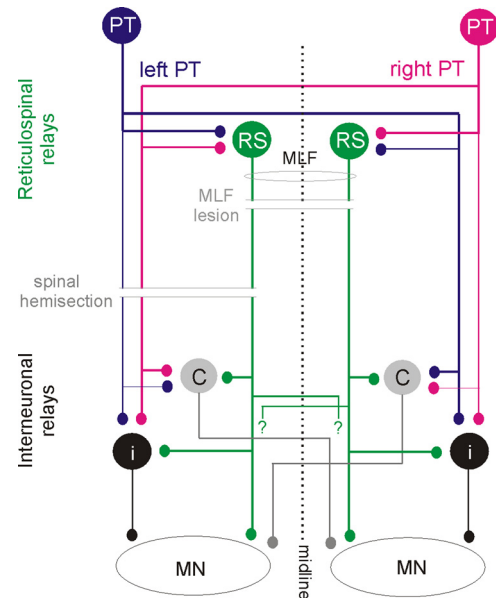 PT
PT
left PT
right PT
Reticulospinal
relays
RS
RS
MLF
MLF
lesion
spinal
hemisection
Interneuronal
relays
C
C
?
?
i
i
MN
MN
midline